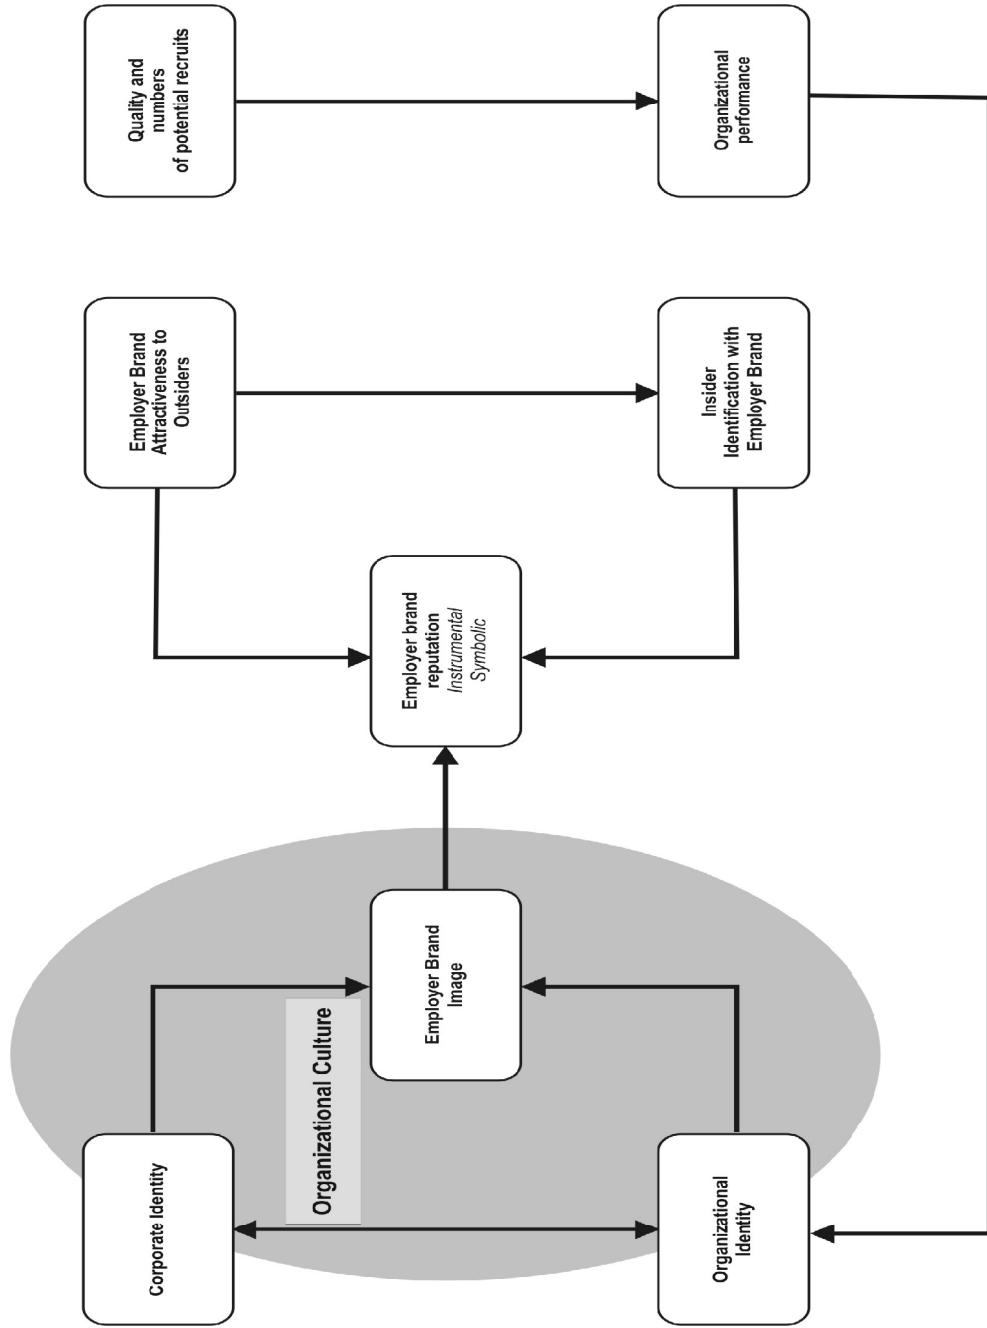 Corporate Identity
Organizational
Identity
Organizational Culture
Employer Brand
Image
Employer brand
reputation
Instrumental
Symbolic
Employer Brand
Attractiveness to
Outsiders
Insider
Identification with
Employer Brand
Quality and
numbers
of potential recruits
Organizational
performance